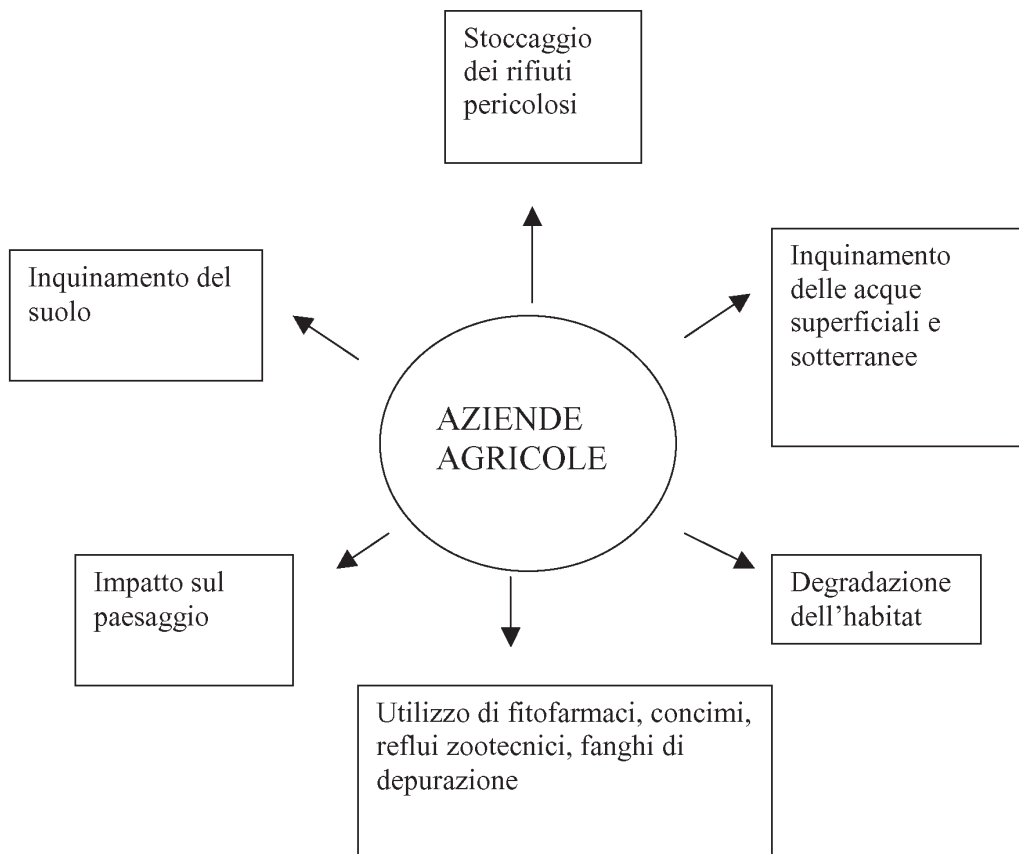 Stoccaggio
dei rifiuti
pericolosi
Inquinamento del
suolo
Inquinamento
delle acque
superficiali e
sotterranee
AZIENDE
AGRICOLE
Impatto sul
paesaggio
Degradazione
dell’habitat
Utilizzo di fitofarmaci, concimi,
reflui zootecnici, fanghi di
depurazione